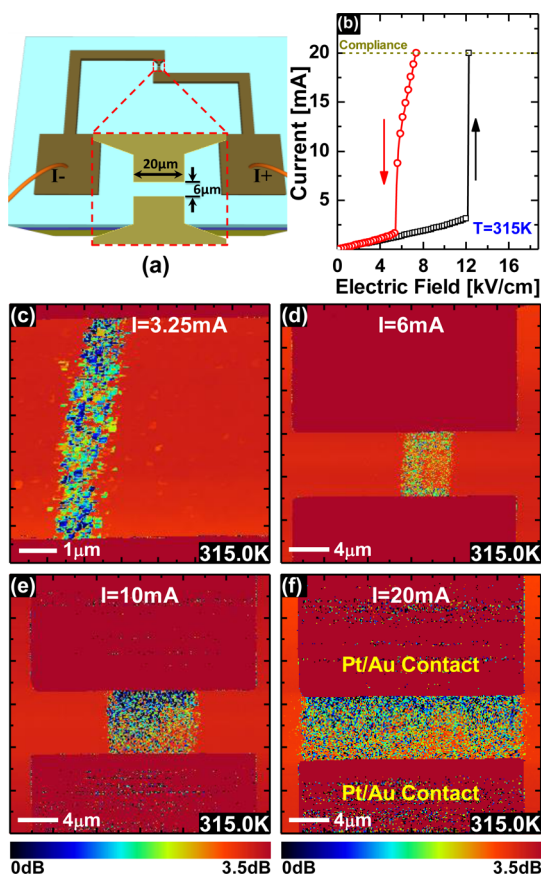 I-
I+
20μm
6μm
(a)
(b)
Compliance
Current [mA]
20
15
10
5
T=315K
0
4
8
12
16
Electric Field [kV/cm]
(c)
I=3.25mA
1μm
315.0K
(d)
I=6mA
4μm
315.0K
(e)
I=10mA
4μm
315.0K
(f)
I=20mA
Pt/Au Contact
Pt/Au Contact
4μm
315.0K
0dB
3.5dB
0dB
3.5dB